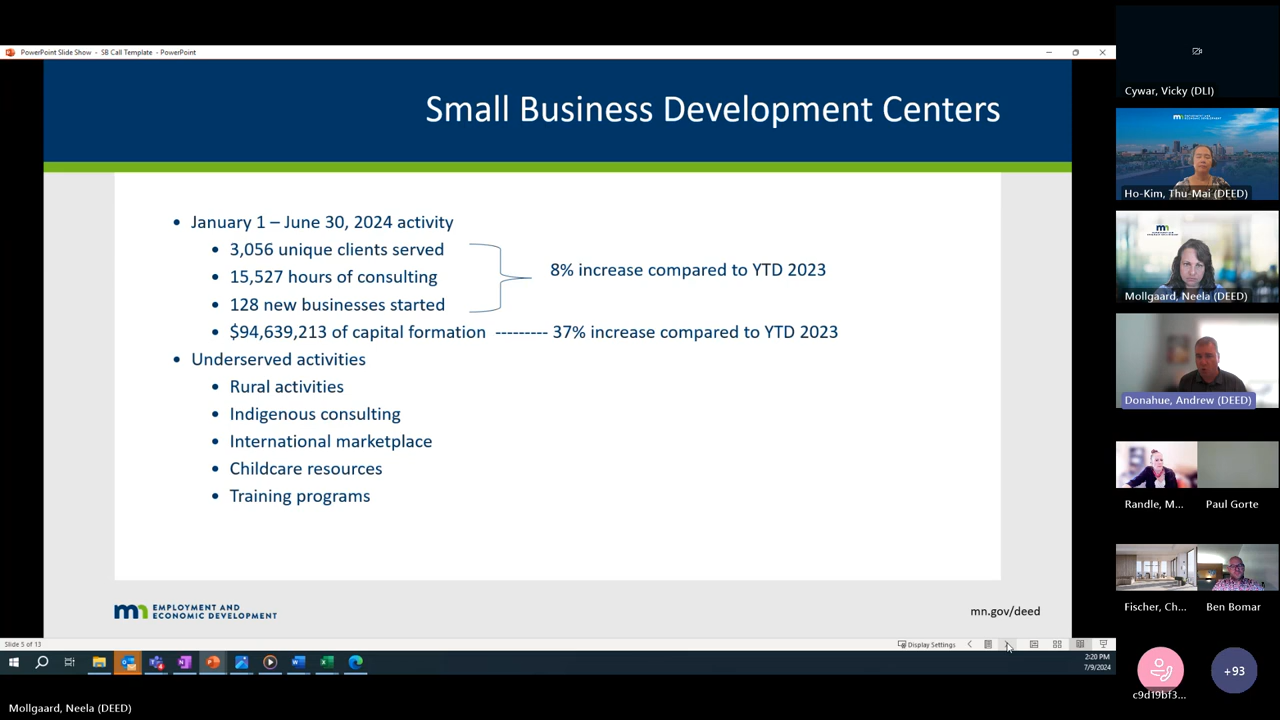 PowerPoint Slide Show - SB Call Template - PowerPoint
Small Business Development Centers
• January 1 – June 30, 2024 activity
• 3,056 unique clients served
• 15,527 hours of consulting
• 128 new businesses started
8% increase compared to YTD 2023
• $94,639,213 of capital formation --------- 37% increase compared to YTD 2023
• Underserved activities
• Rural activities
• Indigenous consulting
• International marketplace
• Childcare resources
• Training programs
EMPLOYMENT AND
ECONOMIC DEVELOPMENT
mn.gov/deed
Slide 5 of 13
Display Settings
2:20 PM
7/9/2024
Mollgaard, Neela (DEED)
Cywar, Vicky (DLI)
Ho-Kim, Thu-Mai (DEED)
Mollgaard, Neela (DEED)
Donahue, Andrew (DEED)
Randle, M...
Paul Gorte
Fischer, Ch...
Ben Bomar
c9d19bf3...
+93